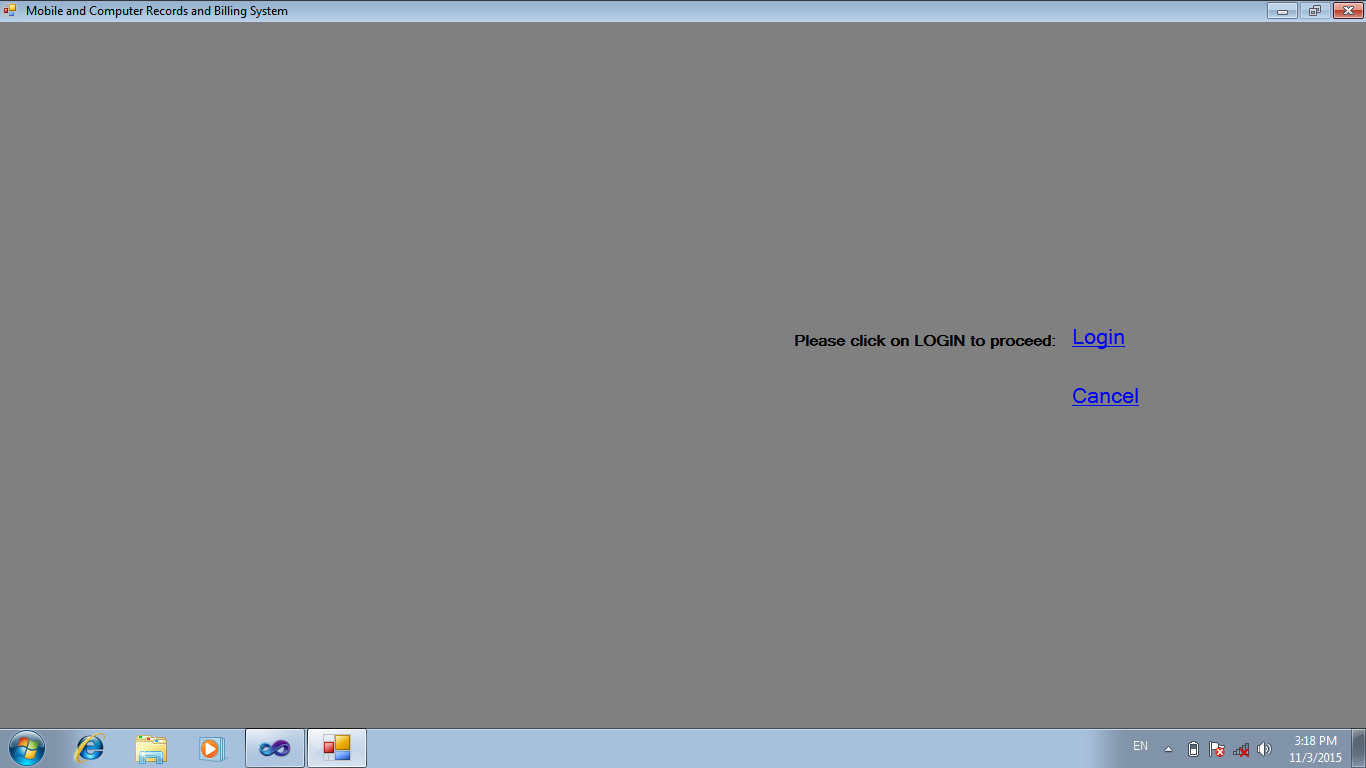 Mobile and Computer Records and Billing System
Please click on LOGIN to proceed: Login
Cancel
EN
3:18 PM
11/3/2015